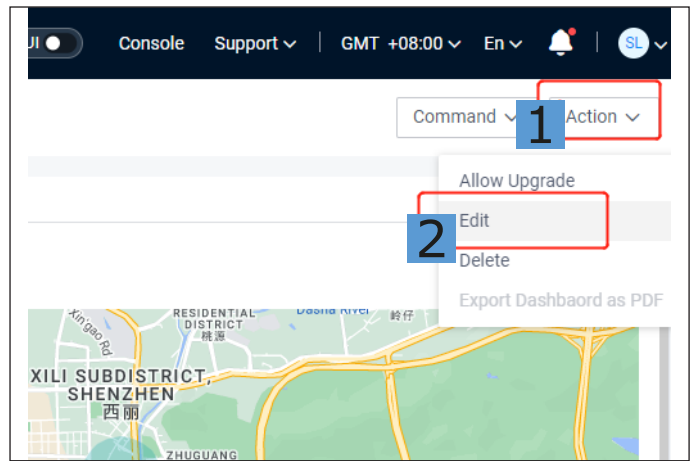 UI
Console Support GMT +08:00 En SL
Command 1 Action
Allow Upgrade
2 Edit
Delete
Export Dashbaord as PDF
Xin'gao Rd
RESIDENTIAL
DISTRICT
桃源
Dasha River
岭仔
XILI SUBDISTRICT,
SHENZHEN
西丽
ZHUGUANG